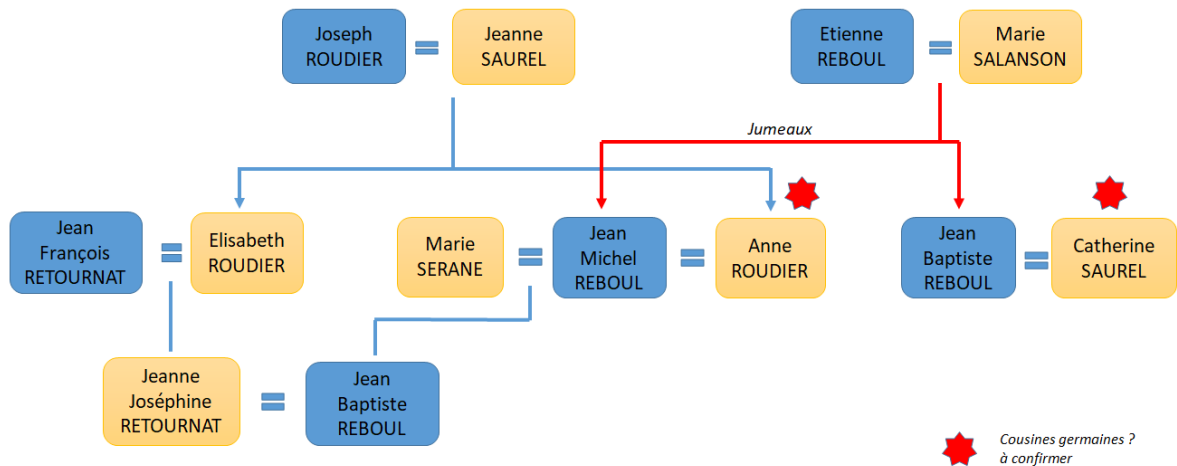 Joseph
ROUDIER
Jeanne
SAUREL
Etienne
REBOUL
Marie
SALANSON
Jumeaux
Jean
François
RETOURNAT
Elisabeth
ROUDIER
Marie
SERANE
Jean
Michel
REBOUL
Anne
ROUDIER
Jean
Baptiste
REBOUL
Catherine
SAUREL
Jeanne
Joséphine
RETOURNAT
Jean
Baptiste
REBOUL
Cousines germaines ?
à confirmer